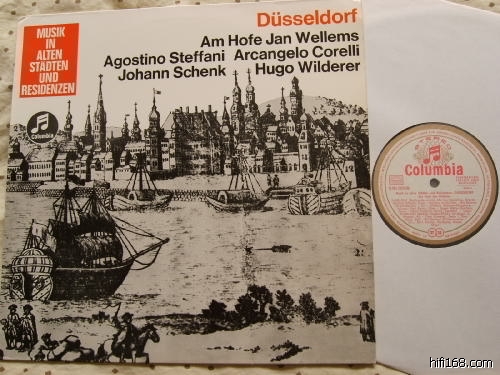 MUSIK
IN
ALTEN
STÄDTEN
UND
RESIDENZEN
Columbia
Düsseldorf
Am Hofe Jan Wellems
Agostino Steffani Arcangelo Corelli
Johann Schenk Hugo Wilderer
STEREO
Columbia
hifi168.com